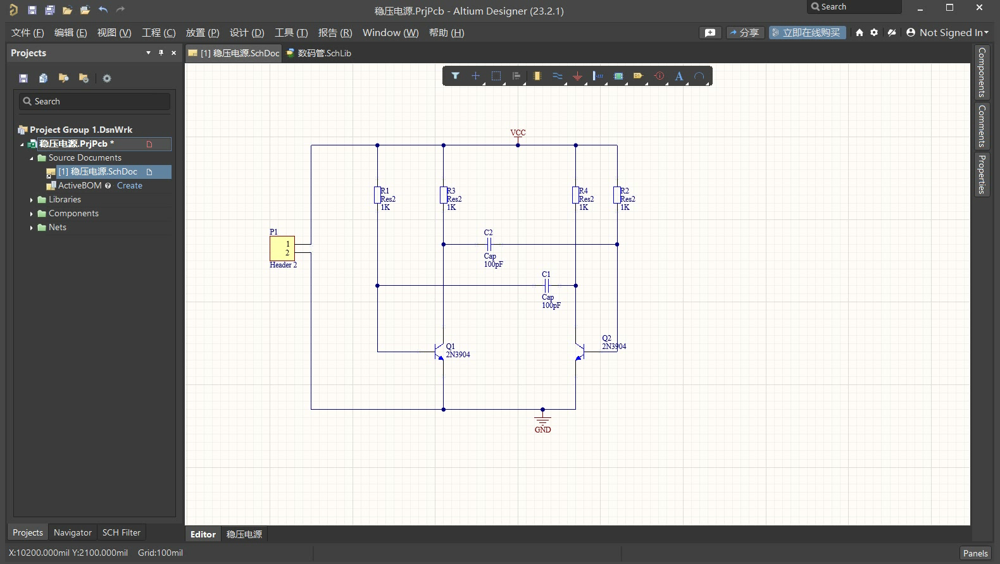 稳压电源.PrjPcb - Altium Designer (23.2.1)
Search
文件 (F) 编辑 (E) 视图 (V) 工程 (C) 放置 (P) 设计 (D) 工具 (T) 报告 (R) Window (W) 帮助 (H)
分享
立即在线购买
Not Signed In
Projects
[1] 稳压电源.SchDoc
数码管.SchLib
Search
Project Group 1.DsnWrk
稳压电源.PrjPcb *
Source Documents
[1] 稳压电源.SchDoc
ActiveBOM Create
Libraries
Components
Nets
VCC
R1
Res2
1K
R3
Res2
1K
R4
Res2
1K
R2
Res2
1K
P1
1
2
Header 2
C2
Cap
100pF
C1
Cap
100pF
Q1
2N3904
Q2
2N3904
GND
Components
Comments
Properties
Projects Navigator SCH Filter
Editor 稳压电源
X:10200.000mil Y:2100.000mil Grid:100mil
Panels